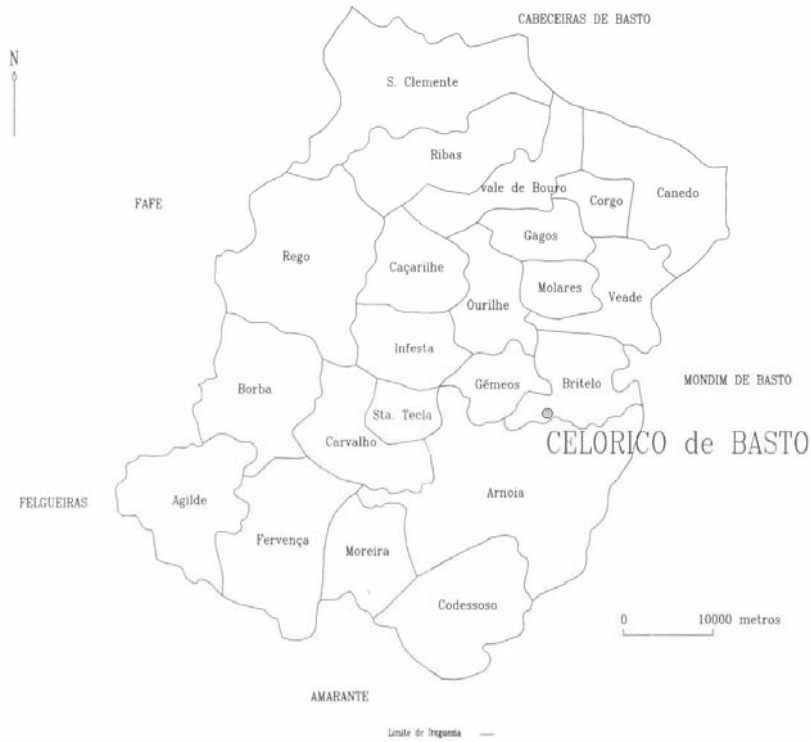 CABECEIRAS DE BASTO
N
S. Clemente
Ribas
vale de Bouro
Corgo
Canedo
FAFE
Gagos
Rego
Caçarilhe
Molares
Ourilhe
Veade
Infesta
MONDIM DE BASTO
Borba
Gémeos
Britelo
Sta. Tecla
Carvalho
CELORICO de BASTO
FELGUEIRAS
Agilde
Arnoia
Fervença
Moreira
Codessoso
0 10000 metros
AMARANTE
Limite de freguesia